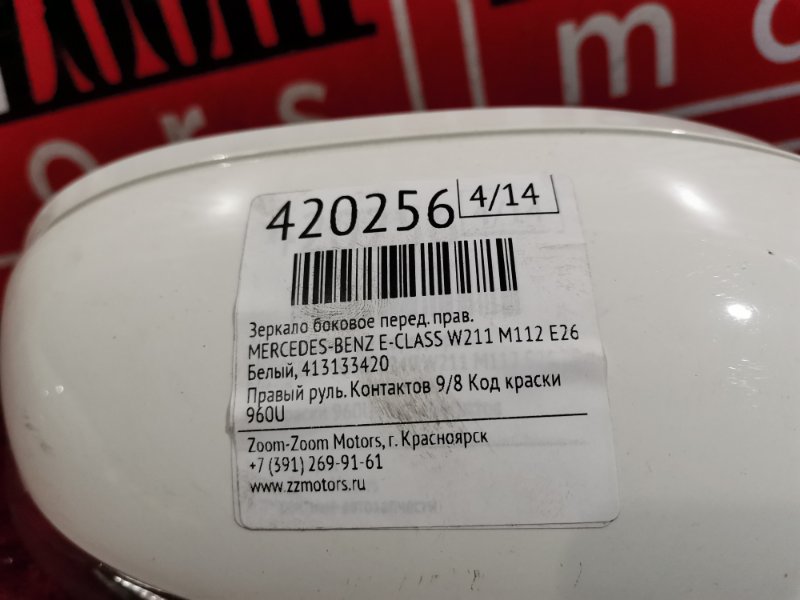 ors
m
420256 4/14
Зеркало боковое перед. прав.
MERCEDES-BENZ E-CLASS W211 M112 E26
Белый, 413133420
Правый руль. Контактов 9/8 Код краски
960U
Zoom-Zoom Motors, г. Красноярск
+7 (391) 269-91-61
www.zzmotors.ru